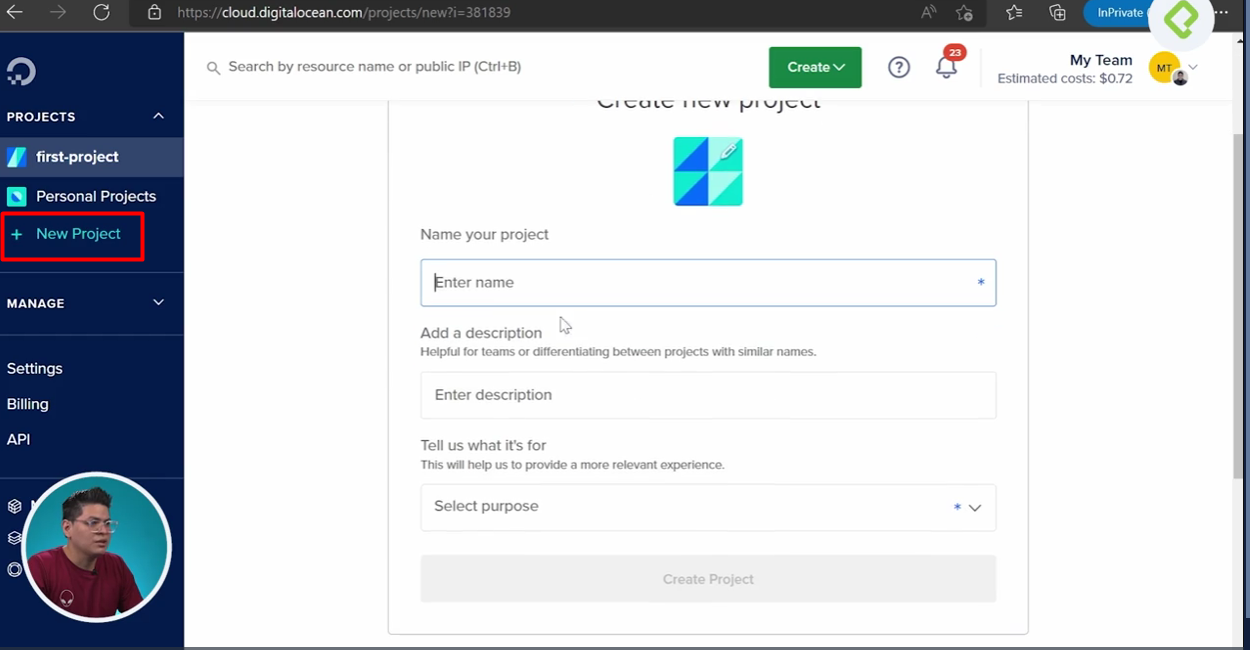 https://cloud.digitalocean.com/projects/new?i=381839
InPrivate
Search by resource name or public IP (Ctrl+B)
Create
23
My Team
Estimated costs: $0.72
MT
PROJECTS
first-project
Personal Projects
+ New Project
MANAGE
Settings
Billing
API
Create new project
Name your project
Enter name *
Add a description
Helpful for teams or differentiating between projects with similar names.
Enter description
Tell us what it's for
This will help us to provide a more relevant experience.
Select purpose *
Create Project